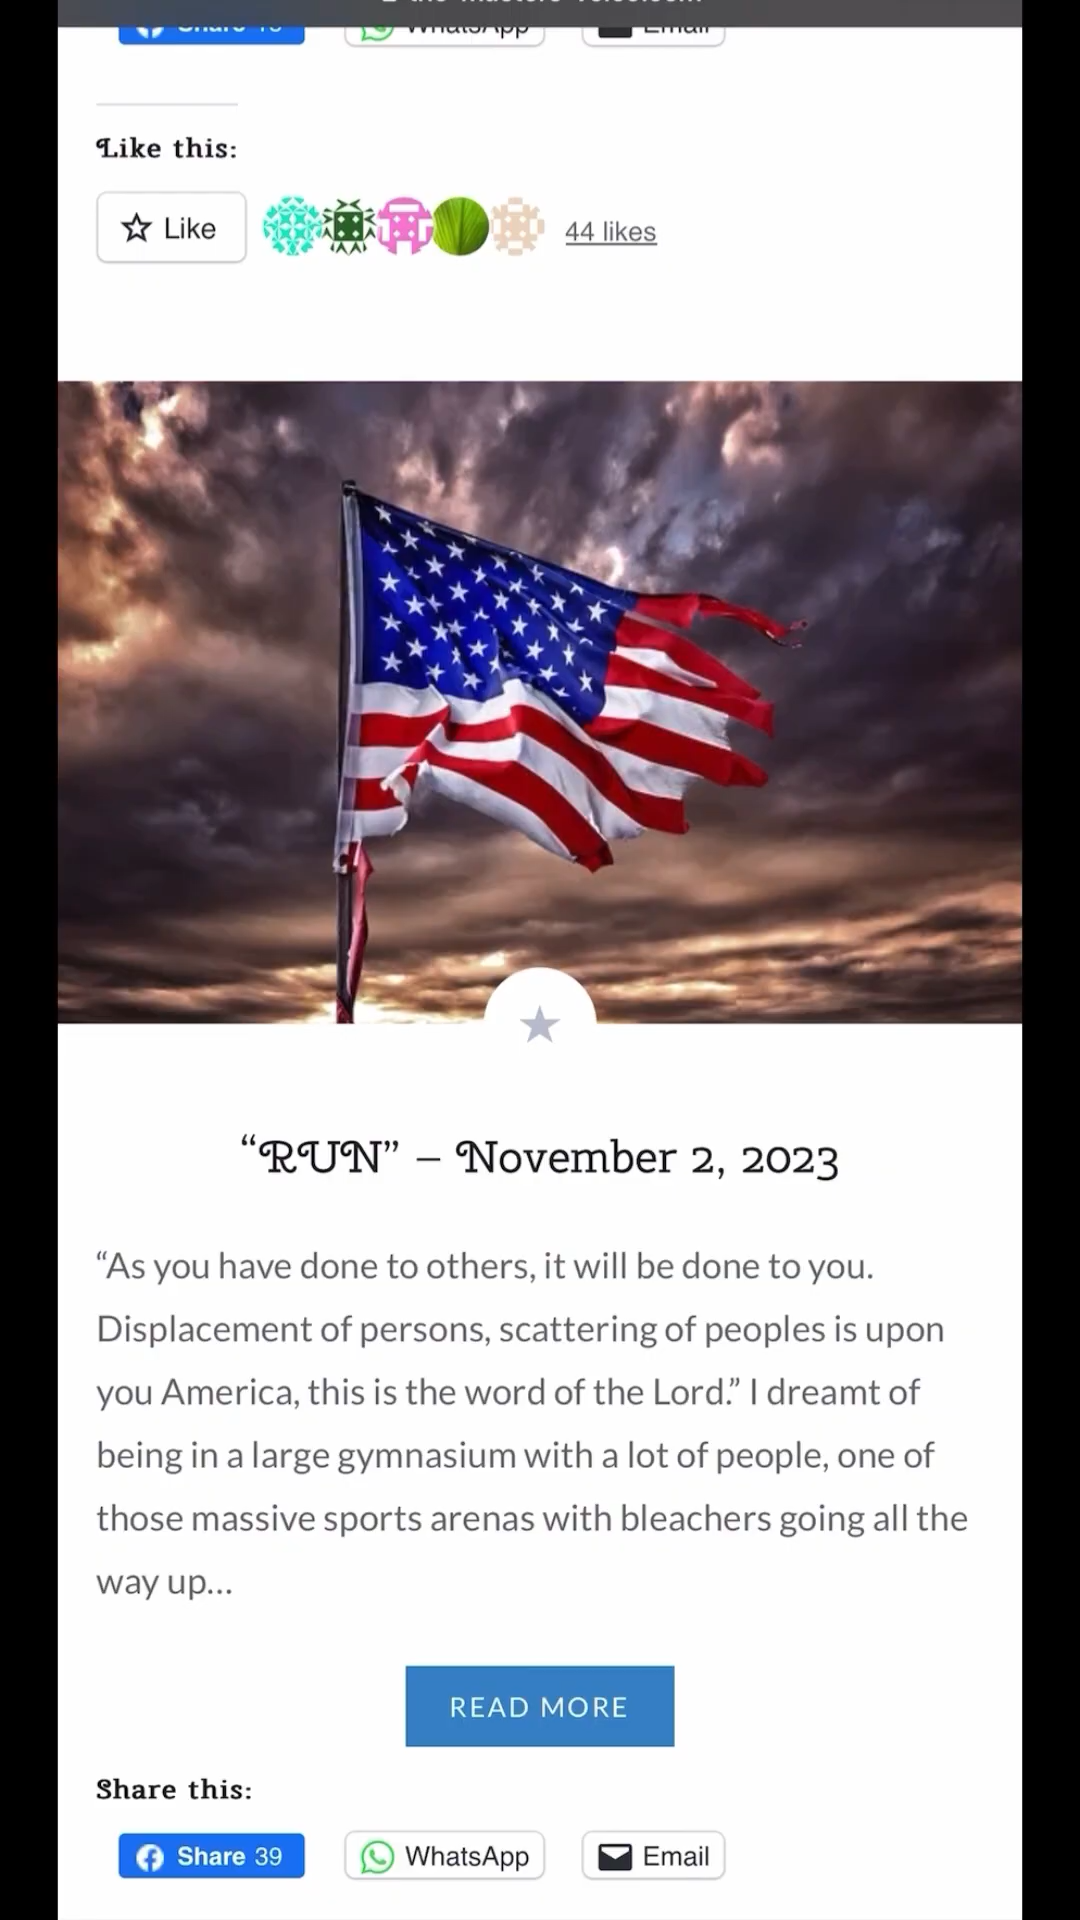 Share
WhatsApp
Email
Like this:
Like
44 likes
“RUN” – November 2, 2023
“As you have done to others, it will be done to you.
Displacement of persons, scattering of peoples is upon
you America, this is the word of the Lord.” I dreamt of
being in a large gymnasium with a lot of people, one of
those massive sports arenas with bleachers going all the
way up...
READ MORE
Share this:
Share 39
WhatsApp
Email